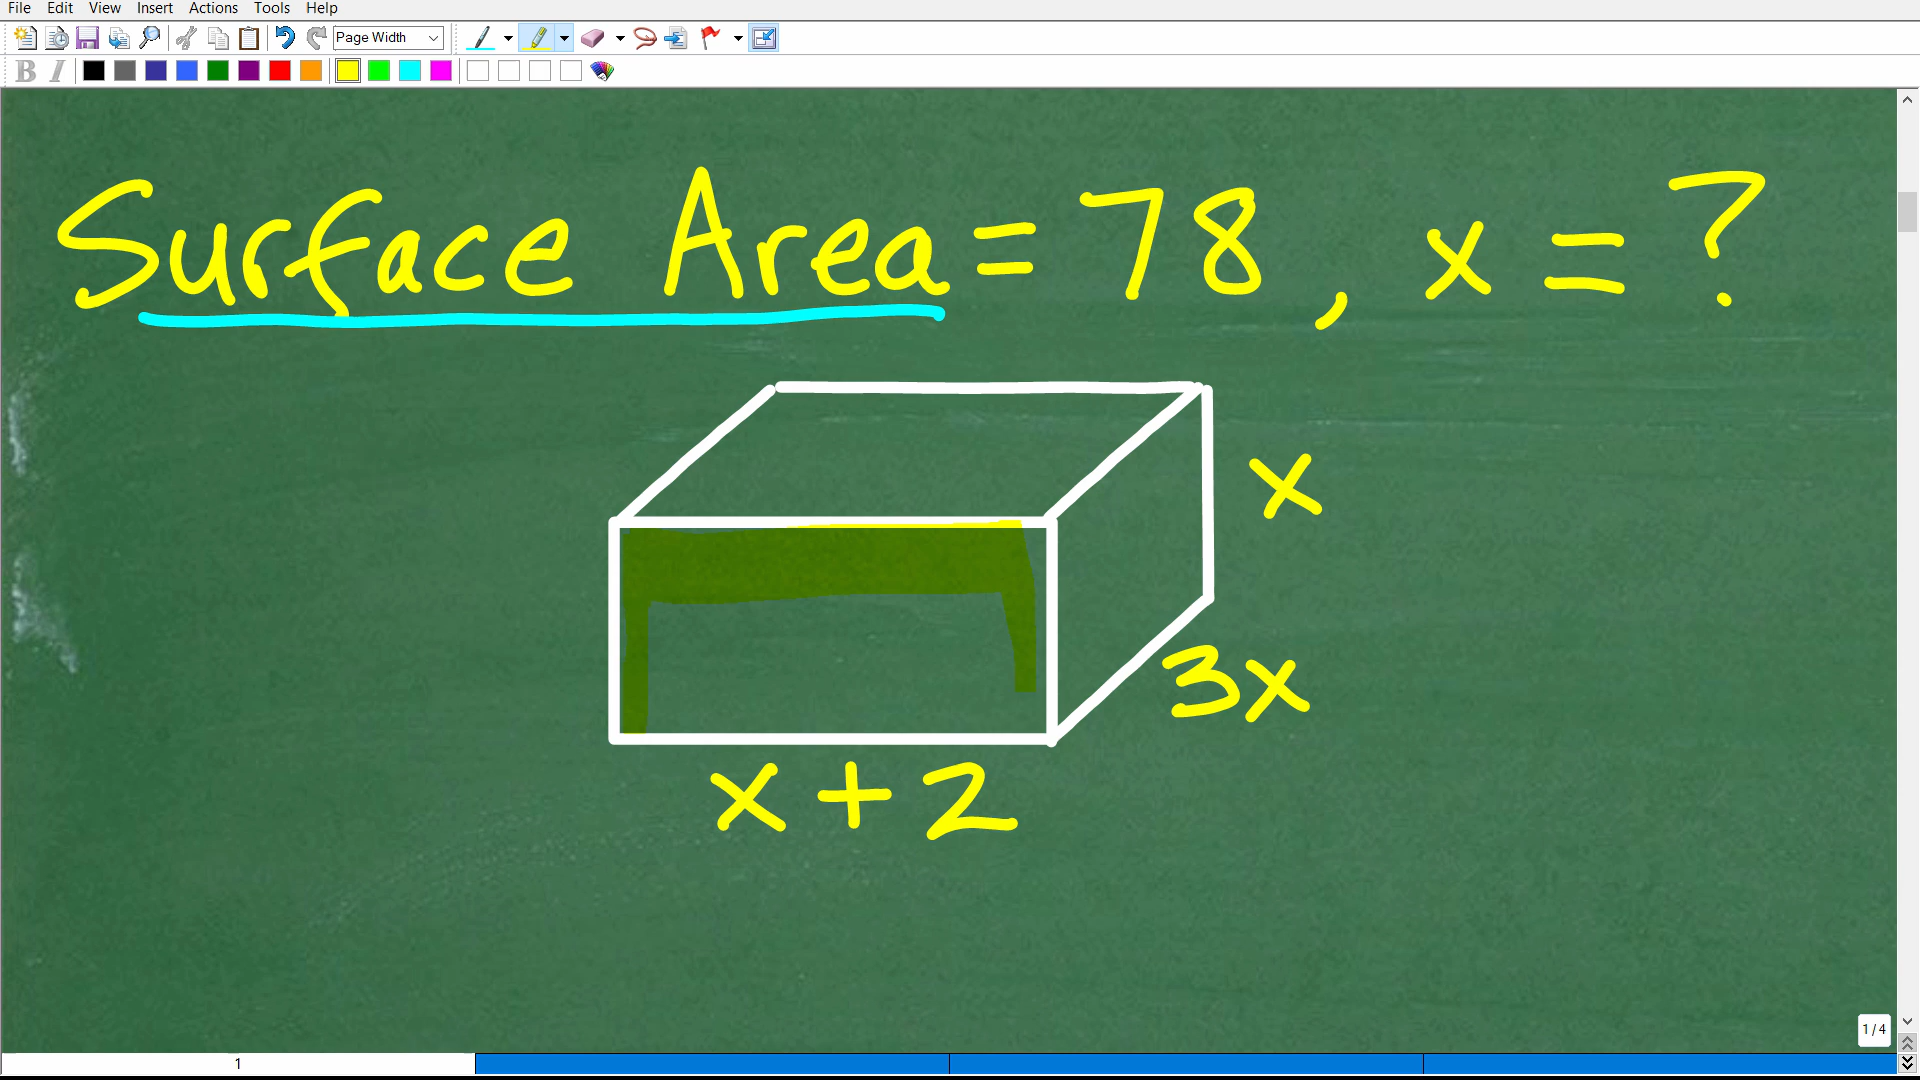 File Edit View Insert Actions Tools Help
Page Width
B I
Surface Area = 78, x = ?
x
3x
x + 2
1 / 4
1